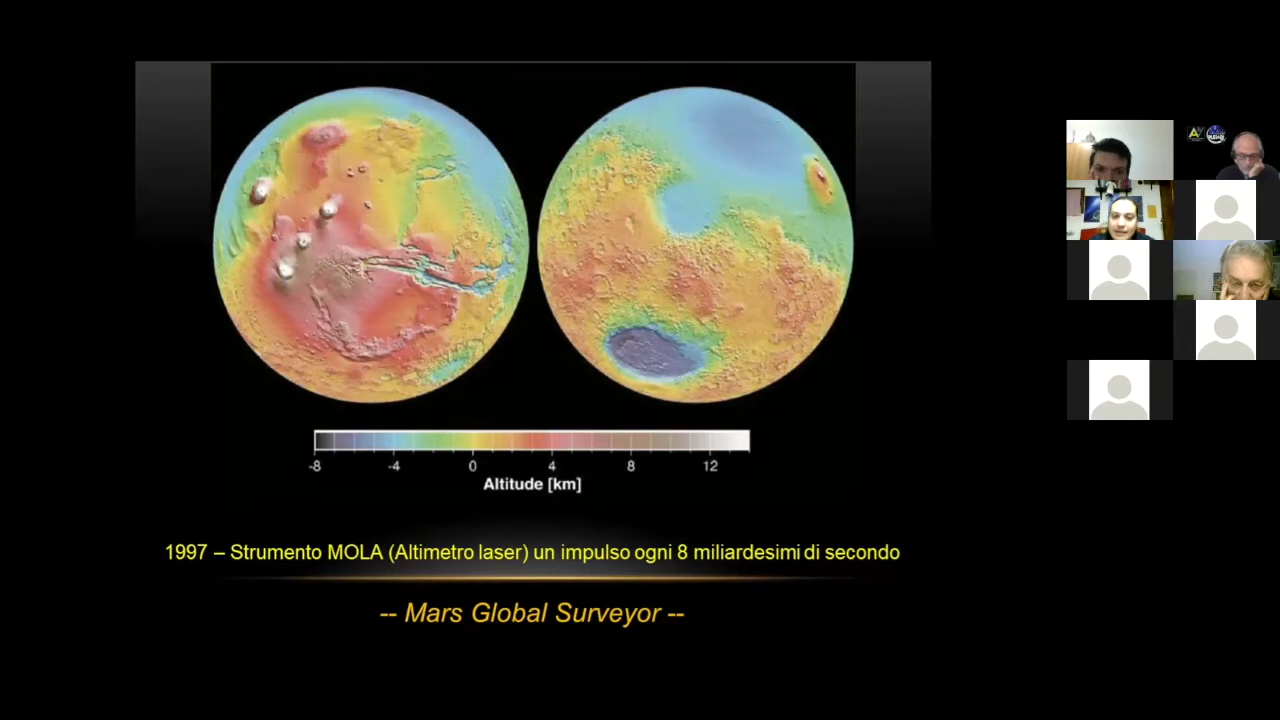 -8 -4 0 4 8 12
Altitude [km]
1997 – Strumento MOLA (Altimetro laser) un impulso ogni 8 miliardesimi di secondo
-- Mars Global Surveyor --